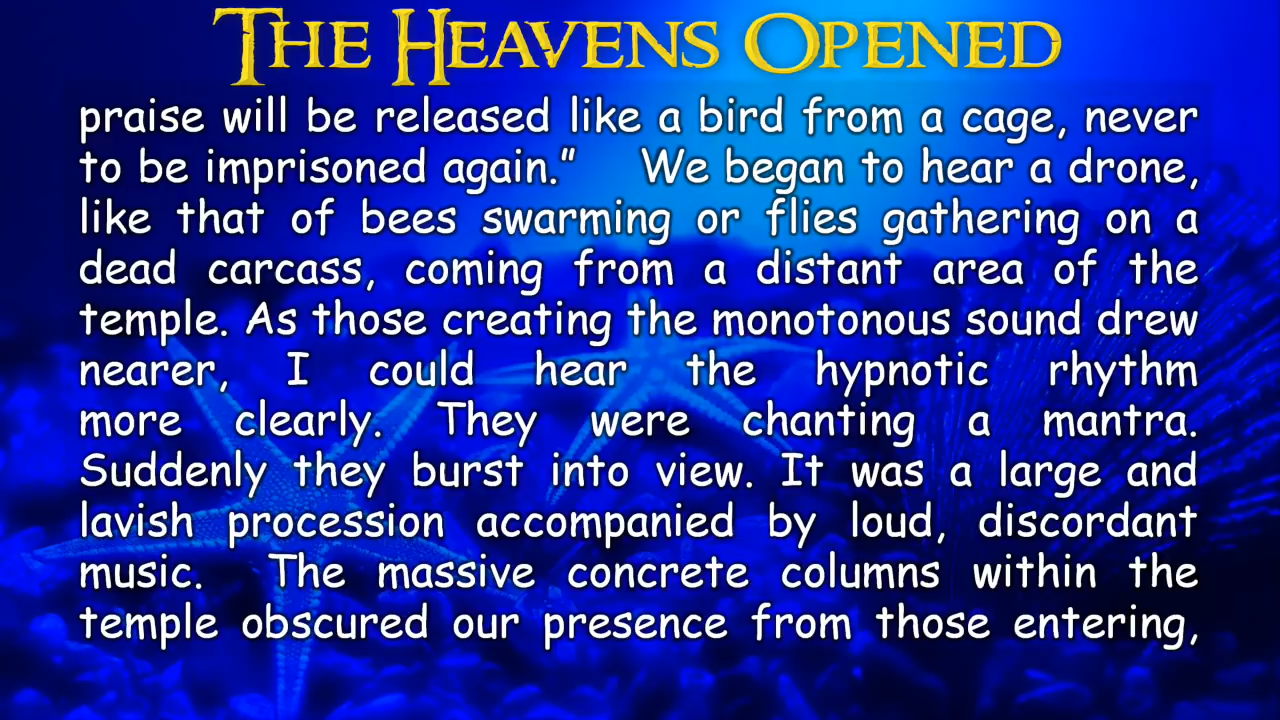 THE HEAVENS OPENED
praise will be released like a bird from a cage, never
to be imprisoned again.” We began to hear a drone,
like that of bees swarming or flies gathering on a
dead carcass, coming from a distant area of the
temple. As those creating the monotonous sound drew
nearer, I could hear the hypnotic rhythm
more clearly. They were chanting a mantra.
Suddenly they burst into view. It was a large and
lavish procession accompanied by loud, discordant
music. The massive concrete columns within the
temple obscured our presence from those entering,